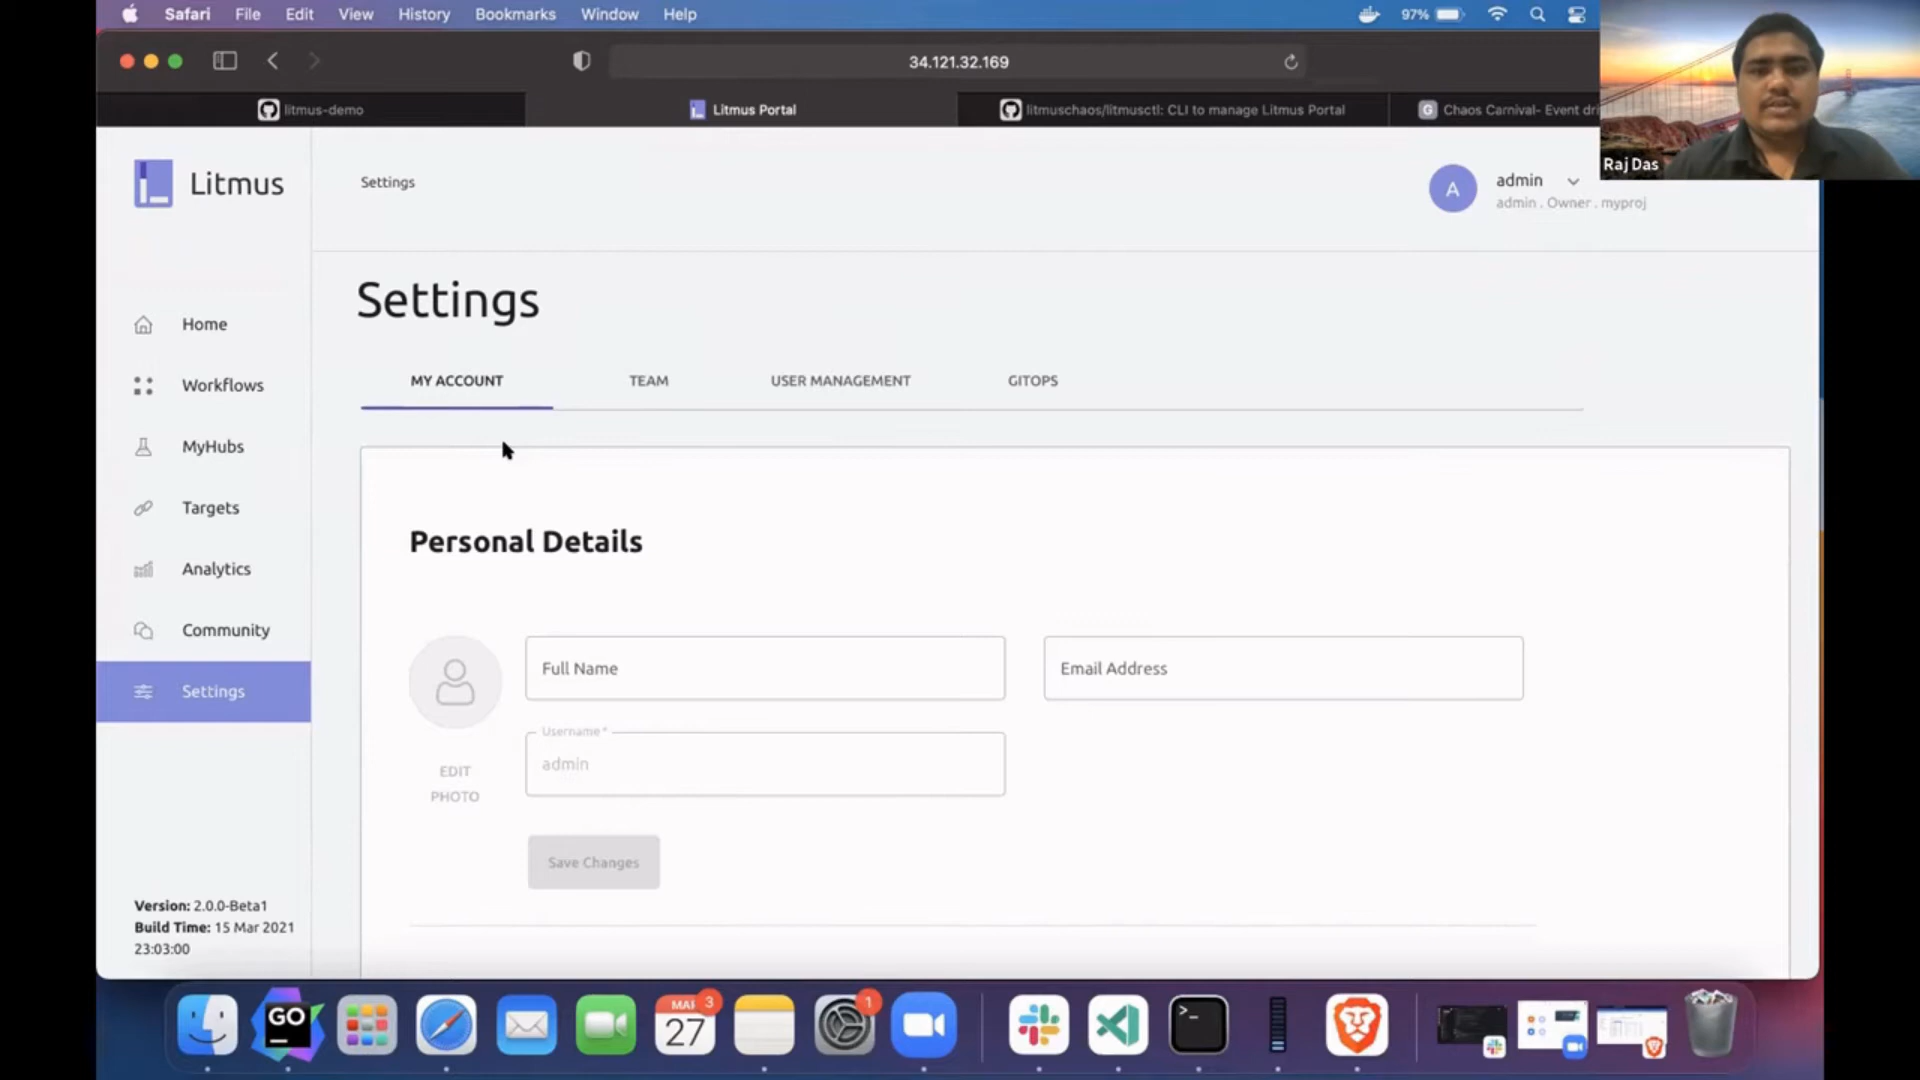 Safari File Edit View History Bookmarks Window Help 97%
34.121.32.169
litmus-demo Litmus Portal litmuschaos/litmusctl: CLI to manage Litmus Portal G Chaos Carnival- Event dri
Raj Das
Litmus
Settings
A admin
admin . Owner . myproj
Settings
MY ACCOUNT TEAM USER MANAGEMENT GITOPS
Home
Workflows
MyHubs
Targets
Analytics
Community
Settings
Personal Details
Full Name Email Address
Username *
admin
EDIT
PHOTO
Save Changes
Version: 2.0.0-Beta1
Build Time: 15 Mar 2021
23:03:00
GO
MAR 3
27
1
>_